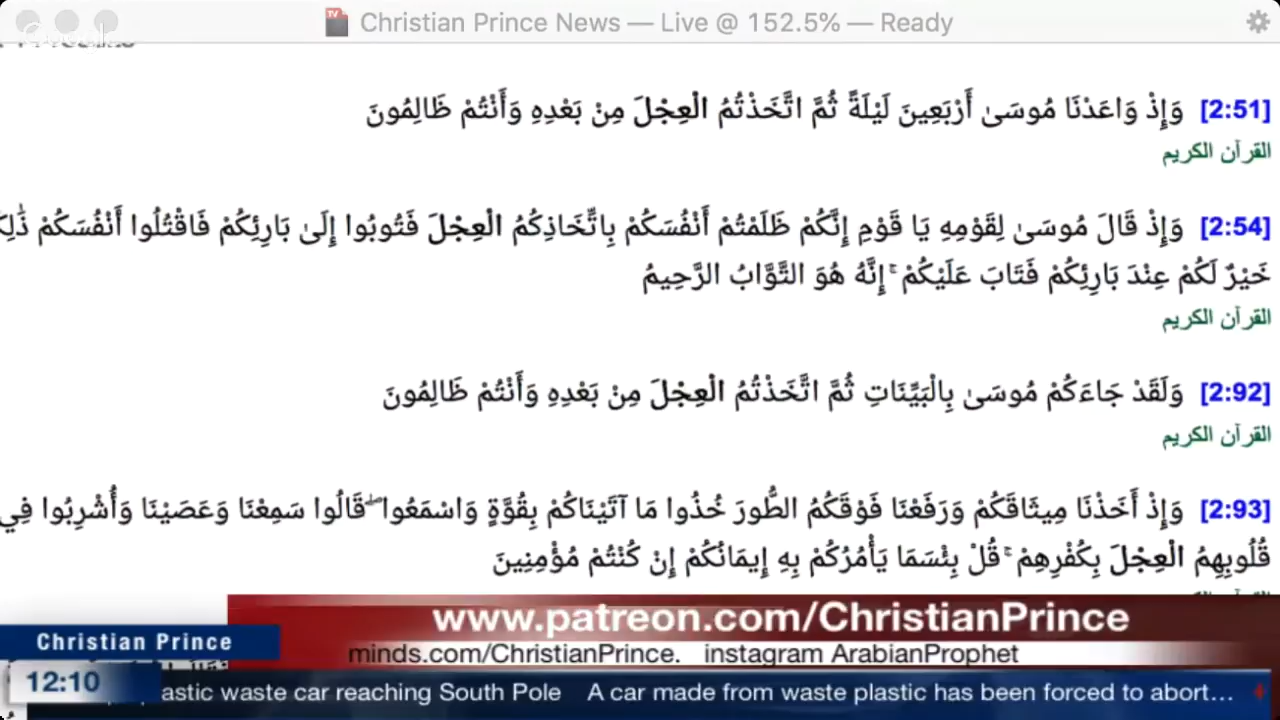 Christian Prince News — Live @ 152.5% — Ready
Google
[2:51] وَإِذْ وَاعَدْنَا مُوسَىٰ أَرْبَعِينَ لَيْلَةً ثُمَّ اتَّخَذْتُمُ الْعِجْلَ مِنْ بَعْدِهِ وَأَنْتُمْ ظَالِمُونَ
القرآن الكريم
[2:54] وَإِذْ قَالَ مُوسَىٰ لِقَوْمِهِ يَا قَوْمِ إِنَّكُمْ ظَلَمْتُمْ أَنْفُسَكُمْ بِاتِّخَاذِكُمُ الْعِجْلَ فَتُوبُوا إِلَىٰ بَارِئِكُمْ فَاقْتُلُوا أَنْفُسَكُمْ ذَٰلِكُ
خَيْرٌ لَكُمْ عِنْدَ بَارِئِكُمْ فَتَابَ عَلَيْكُمْ ۚ إِنَّهُ هُوَ التَّوَّابُ الرَّحِيمُ
القرآن الكريم
[2:92] وَلَقَدْ جَاءَكُمْ مُوسَىٰ بِالْبَيِّنَاتِ ثُمَّ اتَّخَذْتُمُ الْعِجْلَ مِنْ بَعْدِهِ وَأَنْتُمْ ظَالِمُونَ
القرآن الكريم
[2:93] وَإِذْ أَخَذْنَا مِيثَاقَكُمْ وَرَفَعْنَا فَوْقَكُمُ الطُّورَ خُذُوا مَا آتَيْنَاكُمْ بِقُوَّةٍ وَاسْمَعُوا ۖ قَالُوا سَمِعْنَا وَعَصَيْنَا وَأُشْرِبُوا فِي
قُلُوبِهِمُ الْعِجْلَ بِكُفْرِهِمْ ۚ قُلْ بِئْسَمَا يَأْمُرُكُمْ بِهِ إِيمَانُكُمْ إِنْ كُنْتُمْ مُؤْمِنِينَ
www.patreon.com/ChristianPrince
Christian Prince
minds.com/ChristianPrince. instagram ArabianProphet
12:10
astic waste car reaching South Pole A car made from waste plastic has been forced to abort...